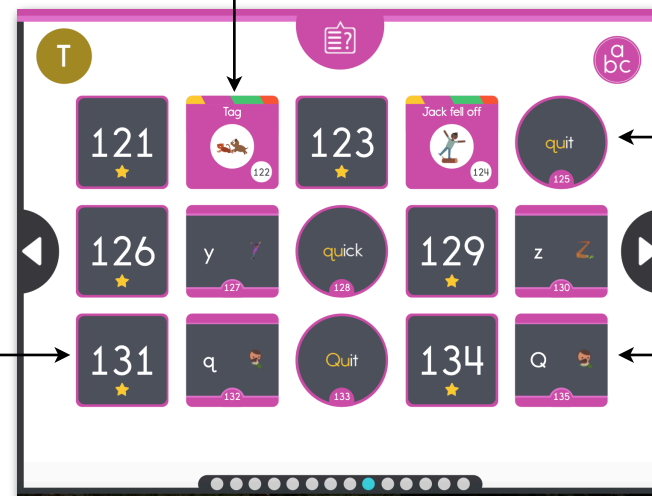 T
?
a
bc
121
Tag
122
123
Jack fell off
124
quit
125
126
y
127
quick
128
129
z
Z
130
131
q
132
Quit
133
134
Q
135